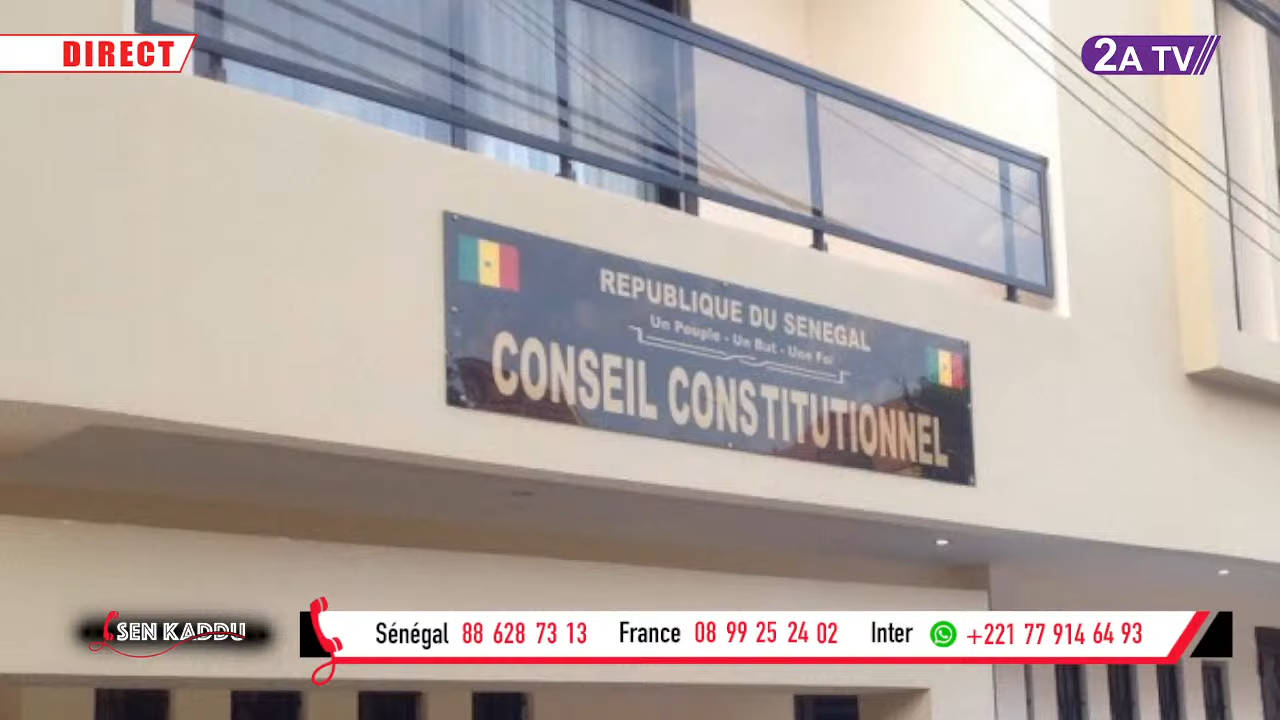 DIRECT
2A TV
REPUBLIQUE DU SENEGAL
Un Peuple - Un But - Une Foi
CONSEIL CONSTITUTIONNEL
SEN KADDU
Sénégal 88 628 73 13 France 08 99 25 24 02 Inter +221 77 914 64 93